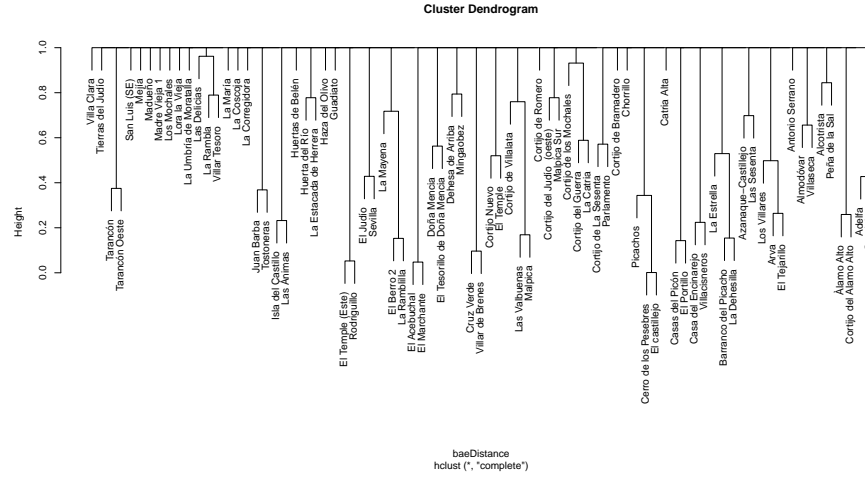 Cluster Dendrogram
Height
1.0
0.8
0.6
0.4
0.2
0.0
Villa Clara
Tierras del Judío
Tarancón
Tarancón Oeste
San Luis (SE)
Mejía
Madueño
Madre Vieja 1
Los Mochales
Lora la Vieja
La Umbría de Moratalla
Las Delicias
La Rambla
Villar Tesoro
La María
La Coscoja
La Corregidora
Juan Barba
Tostoneras
Isla del Castillo
Las Ánimas
Huertas de Belén
Huerta del Río
La Estacada de Herrera
Haza del Olivo
Guadiato
El Temple (Este)
Rodriguillo
El Judío
Sevilla
La Mayena
El Berro 2
La Ramblilla
El Acebuchal
El Marchante
Doña Mencia
El Tesorillo de Doña Mencia
Dehesa de Arriba
Mingaobez
Cruz Verde
Villar de Brenes
Cortijo Nuevo
El Temple
Cortijo de Villalata
Las Valbuenas
Malpica
Cortijo de Romero
Cortijo del Judío (oeste)
Malpica Sur
Cortijo de los Mochales
Cortijo del Guerra
La Catria
Cortijo de La Sesenta
Parlamento
Cortijo de Bramadero
Chorrillo
Picachos
Cerro de los Pesebres
El castillejo
Catria Alta
Casas del Picón
El Portillo
Casa del Encinarejo
Villacisneros
La Estrella
Barranco del Picacho
La Dehesilla
Azanaque−Castillejo
Las Sesenta
Los Villares
Arva
El Tejarillo
Antonio Serrano
Almodóvar
Villaseca
Alcotrista
Peña de la Sal
Álamo Alto
Cortijo del Alamo Alto
Adelfa
baeDistance
hclust (*, "complete")